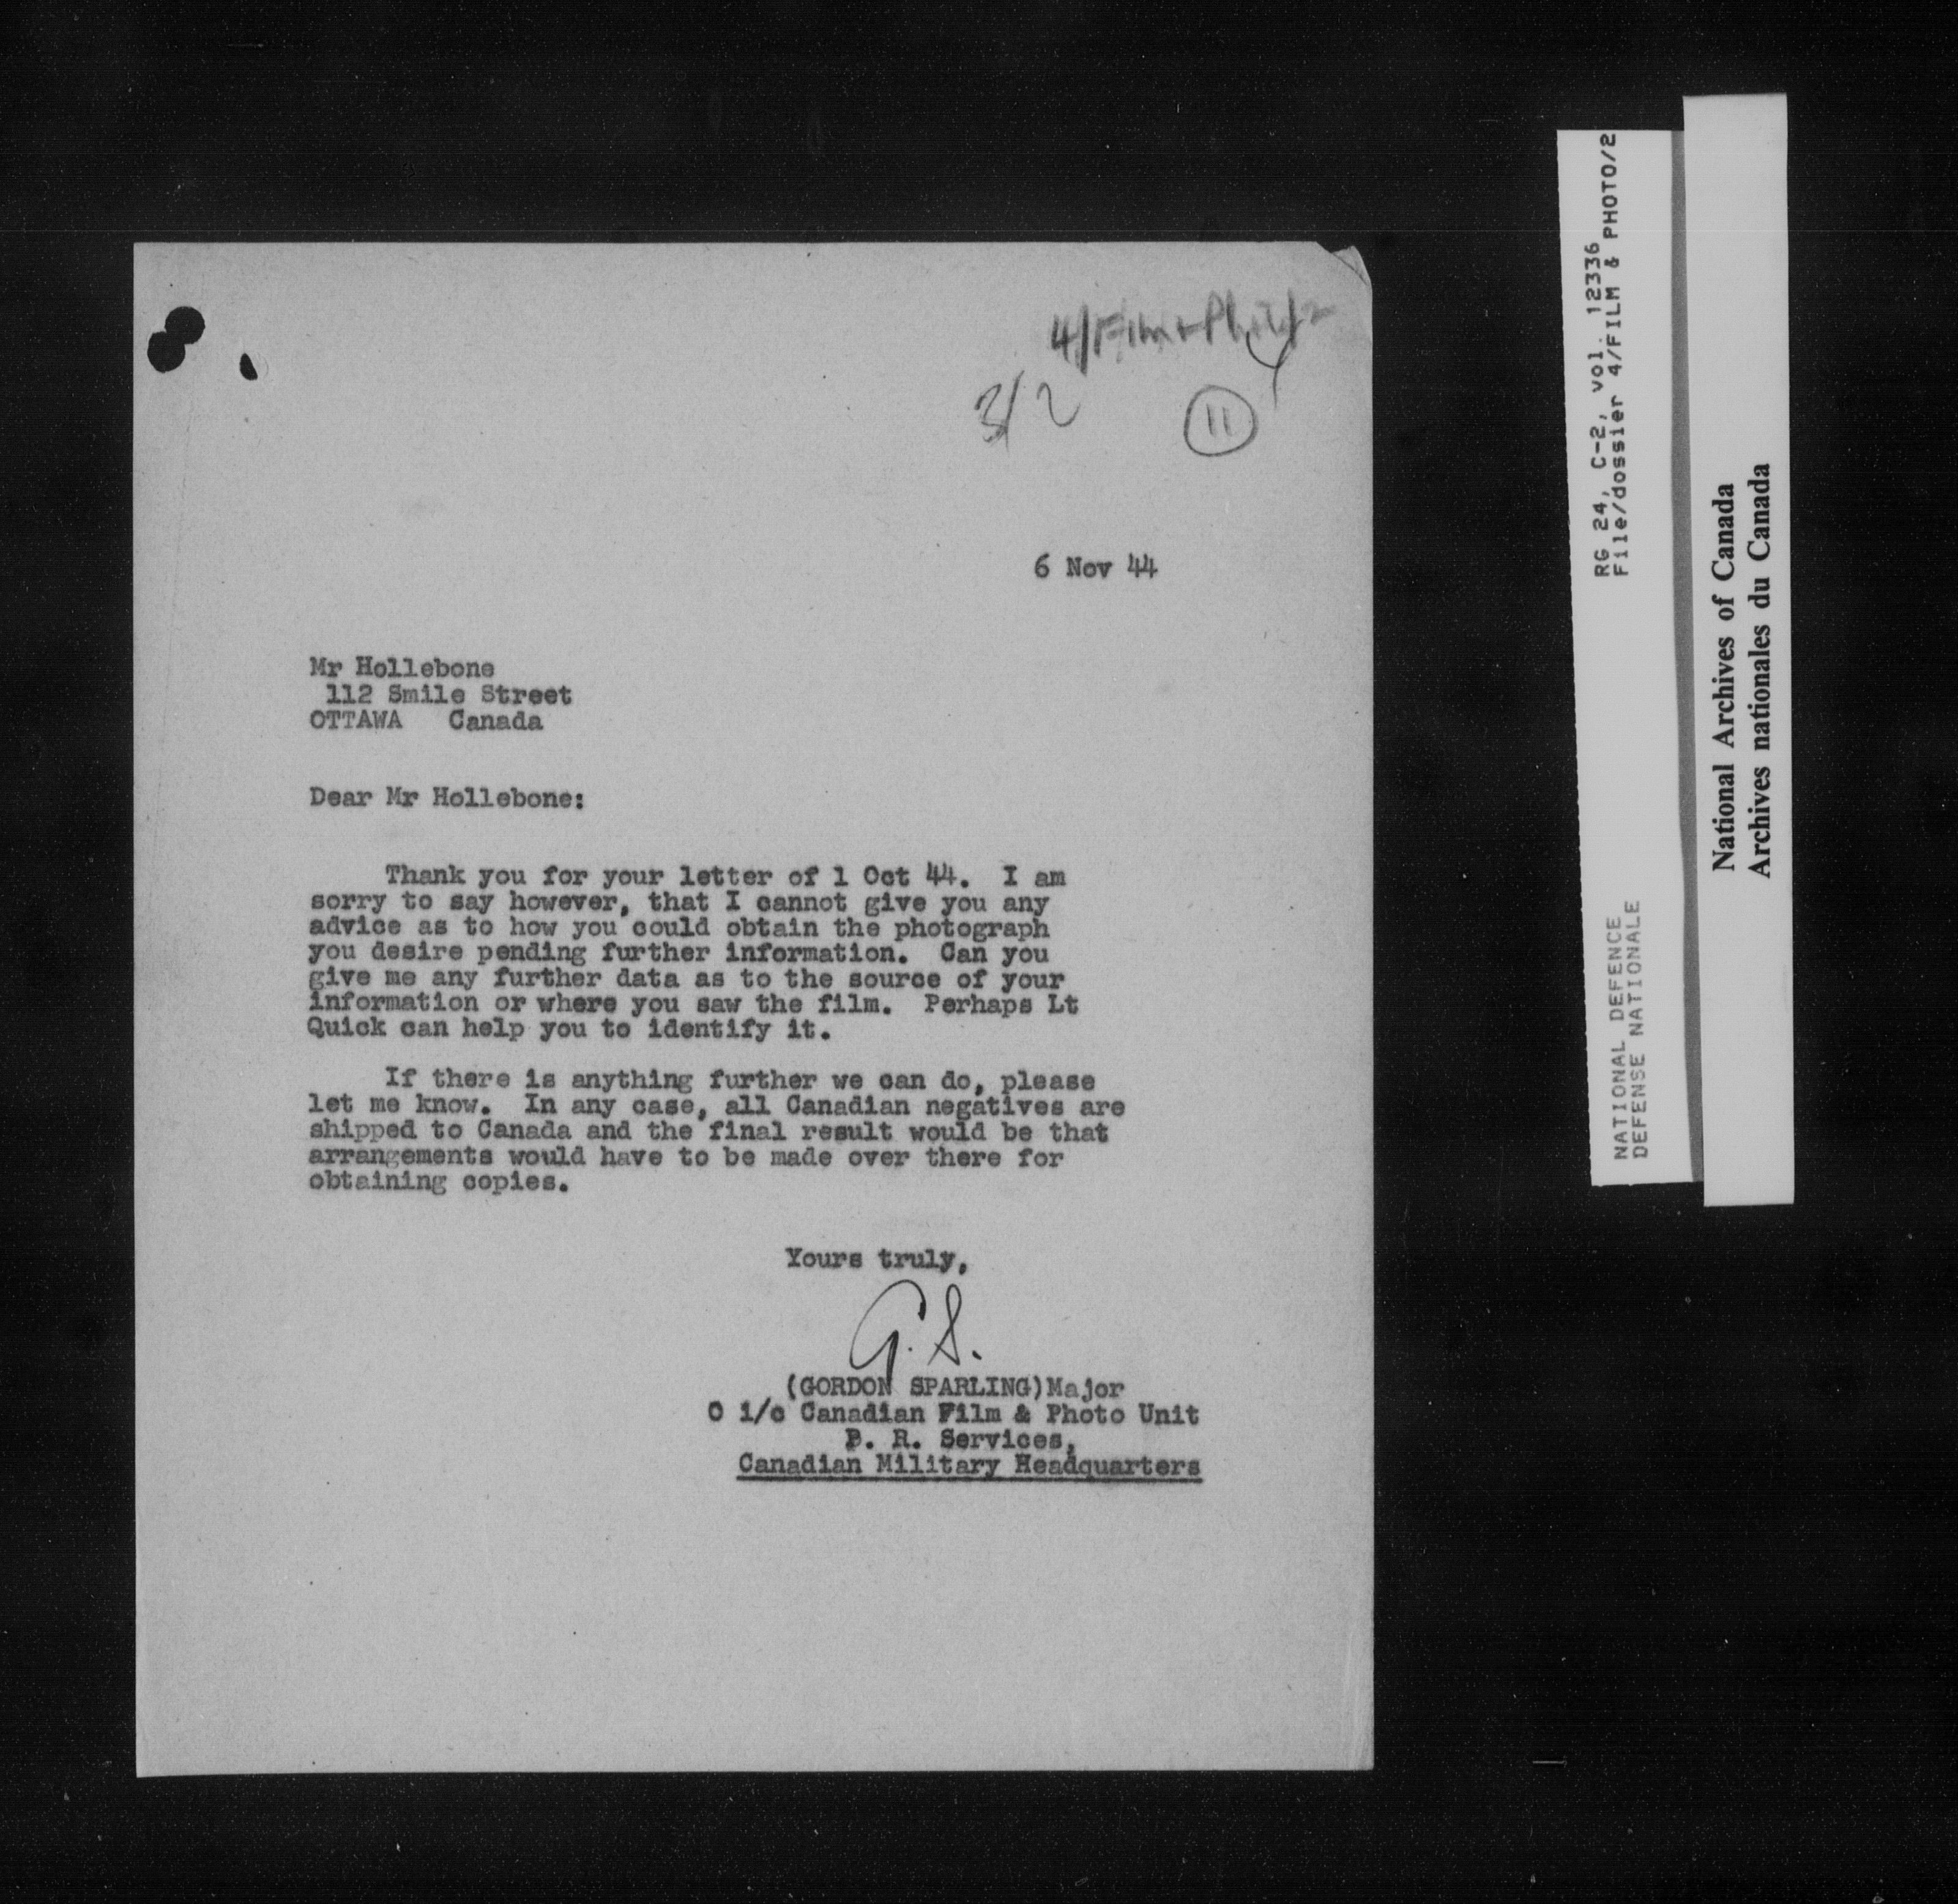 4/Film & Photo/2
3/2
11
6 Nov 44
Mr Hollebone
112 Smile Street
OTTAWA Canada
Dear Mr Hollebone:
Thank you for your letter of 1 Oct 44. I am
sorry to say however, that I cannot give you any
advice as to how you could obtain the photograph
you desire pending further information. Can you
give me any further data as to the source of your
information or where you saw the film. Perhaps Lt
Quick can help you to identify it.
If there is anything further we can do, please
let me know. In any case, all Canadian negatives are
shipped to Canada and the final result would be that
arrangements would have to be made over there for
obtaining copies.
Yours truly,
G. S.
(GORDON SPARLING)Major
O i/c Canadian Film & Photo Unit
P. R. Services,
Canadian Military Headquarters
RG 24, C-2, vol. 12336
File/dossier 4/FILM & PHOTO/2
NATIONAL DEFENCE
DEFENSE NATIONALE
National Archives of Canada
Archives nationales du Canada